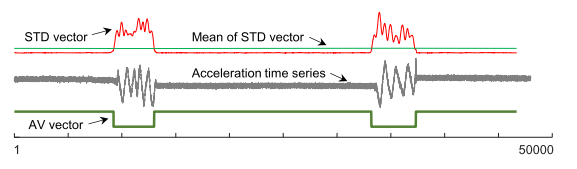 STD vector
Mean of STD vector
Acceleration time series
AV vector
1
50000